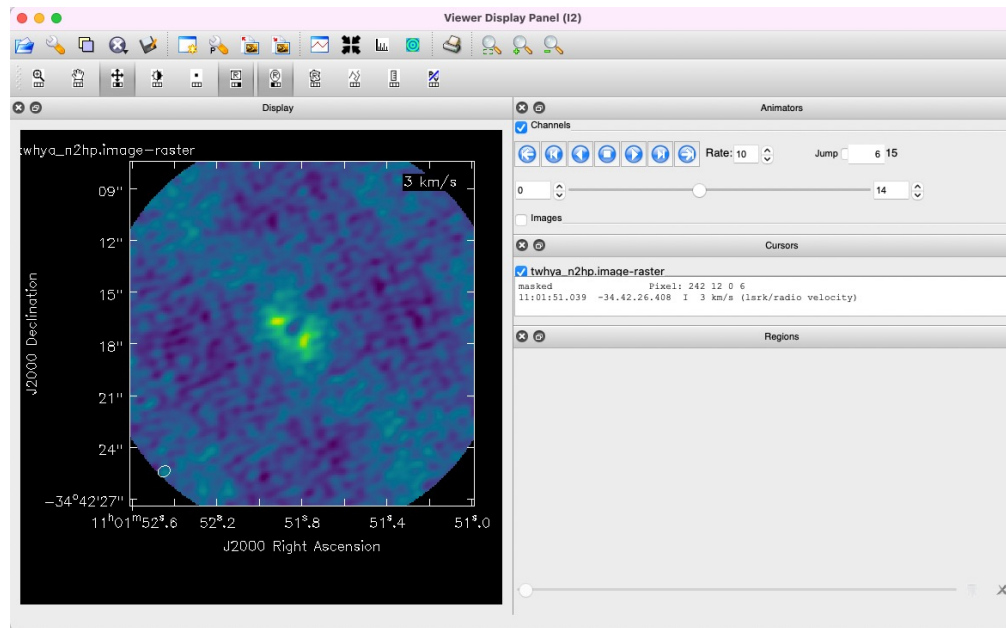 Viewer Display Panel (I2)
Display
twhya_n2hp.image-raster
3 km/s
09"
12"
15"
18"
21"
24"
-34°42'27"
J2000 Declination
11ʰ01ᵐ52ˢ.6 52ˢ.2 51ˢ.8 51ˢ.4 51ˢ.0
J2000 Right Ascension
Animators
Channels
Rate: 10 Jump 6 15
0 14
Images
Cursors
twhya_n2hp.image-raster
masked Pixel: 242 12 0 6
11:01:51.039 -34.42.26.408 I 3 km/s (lsrk/radio velocity)
Regions